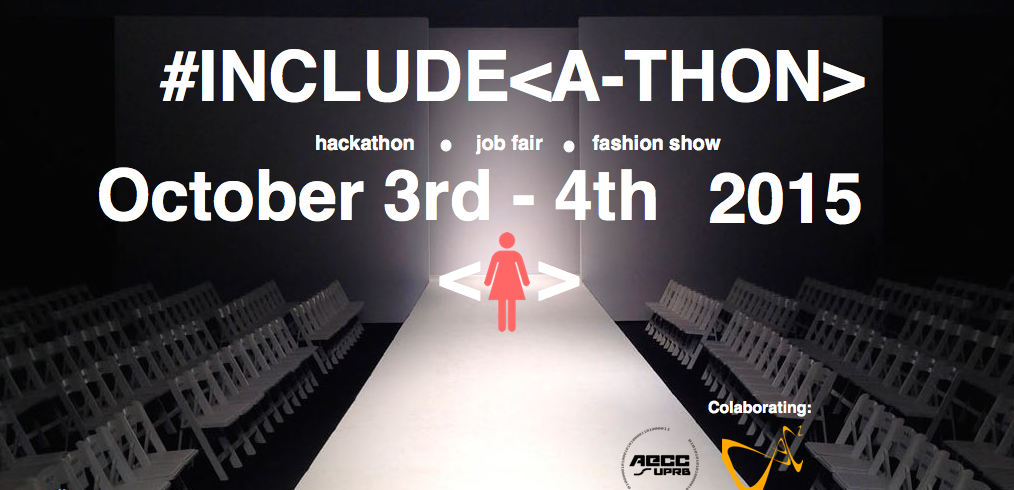 #INCLUDE<A-THON>
hackathon • job fair • fashion show
October 3rd - 4th 2015
< >
Colaborating:
AECC
UPRB